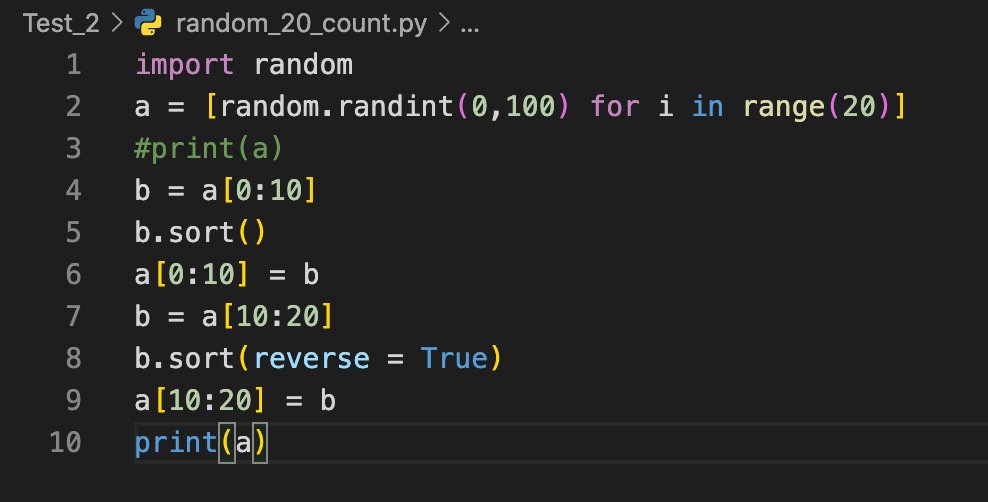 Test_2 > random_20_count.py > ...
1 import random
2 a = [random.randint(0,100) for i in range(20)]
3 #print(a)
4 b = a[0:10]
5 b.sort()
6 a[0:10] = b
7 b = a[10:20]
8 b.sort(reverse = True)
9 a[10:20] = b
10 print(a)